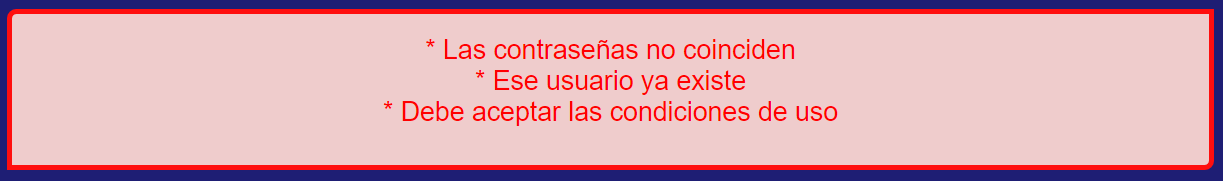 * Las contraseñas no coinciden
* Ese usuario ya existe
* Debe aceptar las condiciones de uso